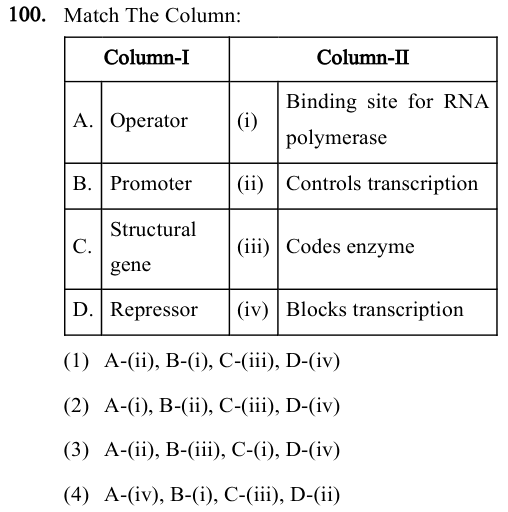 100. Match The Column:
Column-I Column-II
A. Operator (i) Binding site for RNA
polymerase
B. Promoter (ii) Controls transcription
C. Structural
gene (iii) Codes enzyme
D. Repressor (iv) Blocks transcription
(1) A-(ii), B-(i), C-(iii), D-(iv)
(2) A-(i), B-(ii), C-(iii), D-(iv)
(3) A-(ii), B-(iii), C-(i), D-(iv)
(4) A-(iv), B-(i), C-(iii), D-(ii)